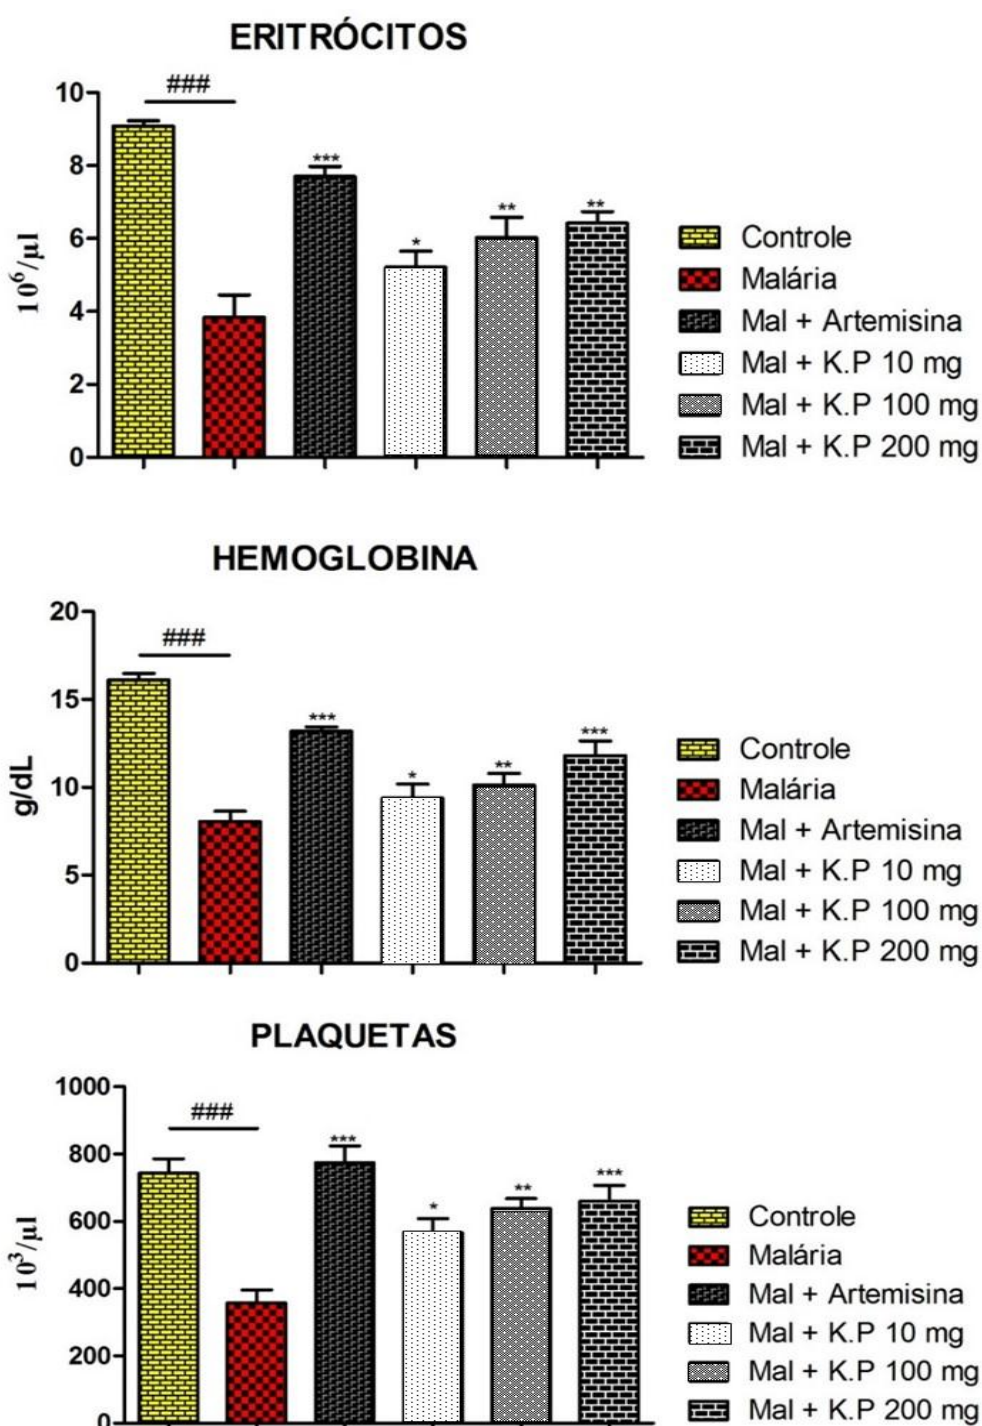 ERITRÓCITOS
10⁶/µl
10
8
6
4
2
0
###
***
*
**
**
Controle
Malária
Mal + Artemisina
Mal + K.P 10 mg
Mal + K.P 100 mg
Mal + K.P 200 mg
HEMOGLOBINA
g/dL
20
15
10
5
0
###
***
*
**
***
Controle
Malária
Mal + Artemisina
Mal + K.P 10 mg
Mal + K.P 100 mg
Mal + K.P 200 mg
PLAQUETAS
10³/µl
1000
800
600
400
200
0
###
***
*
**
***
Controle
Malária
Mal + Artemisina
Mal + K.P 10 mg
Mal + K.P 100 mg
Mal + K.P 200 mg